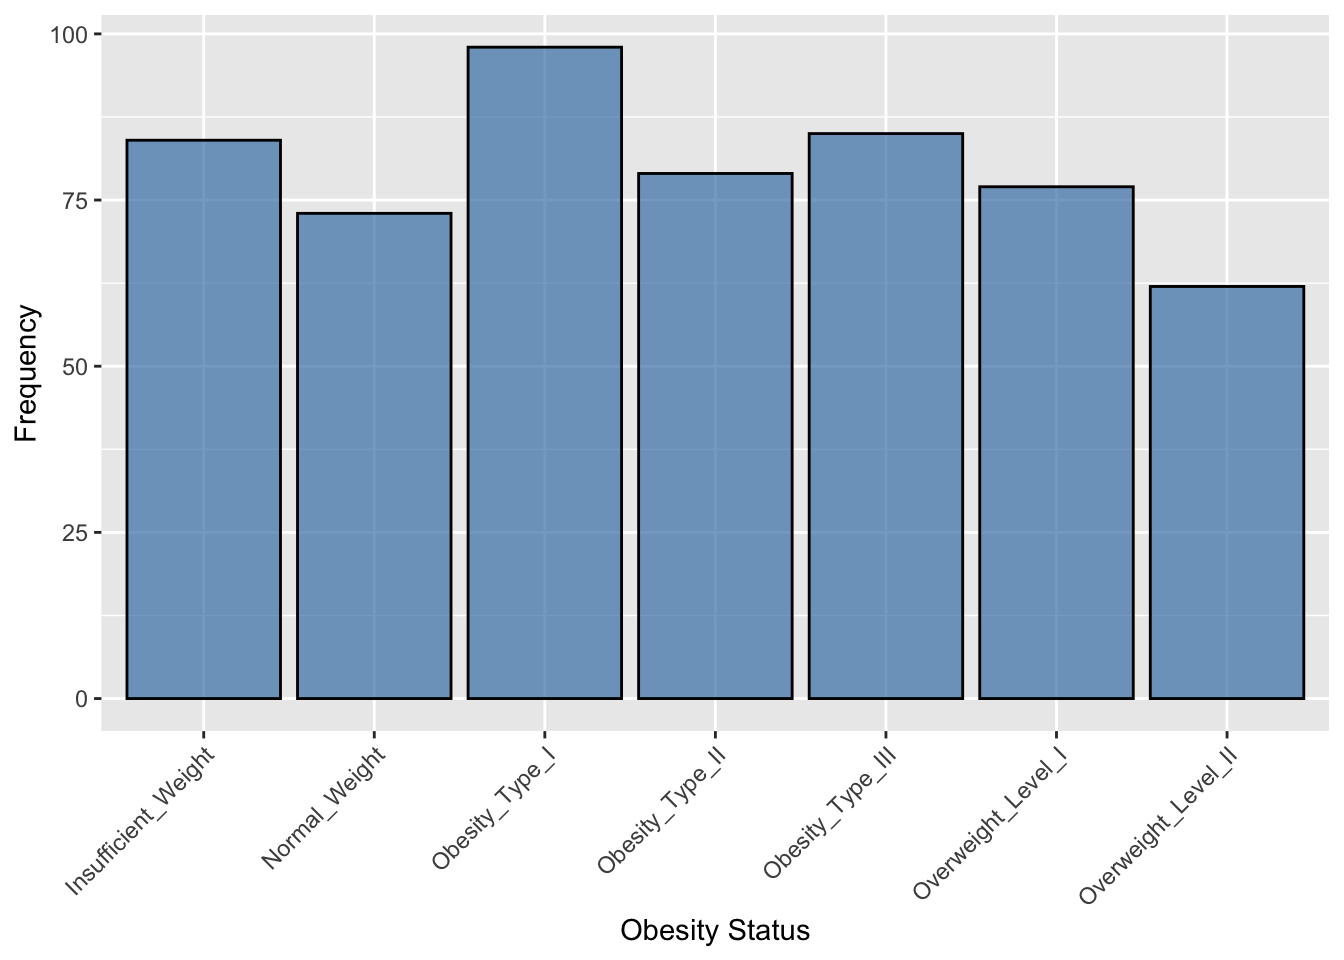 100
75
50
25
0
Frequency
Insufficient_Weight
Normal_Weight
Obesity_Type_I
Obesity_Type_II
Obesity_Type_III
Overweight_Level_I
Overweight_Level_II
Obesity Status